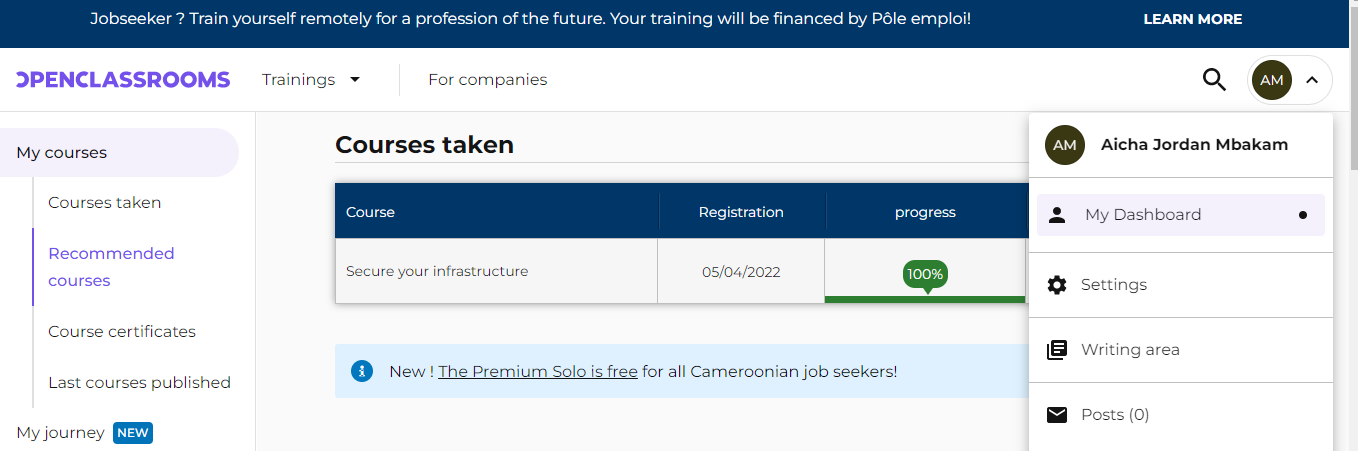 Jobseeker ? Train yourself remotely for a profession of the future. Your training will be financed by Pôle emploi!
LEARN MORE
OPENCLASSROOMS
Trainings
For companies
AM
My courses
Courses taken
Recommended
courses
Course certificates
Last courses published
My journey NEW
Courses taken
Course Registration progress
Secure your infrastructure 05/04/2022 100%
New ! The Premium Solo is free for all Cameroonian job seekers!
AM Aicha Jordan Mbakam
My Dashboard
Settings
Writing area
Posts (0)